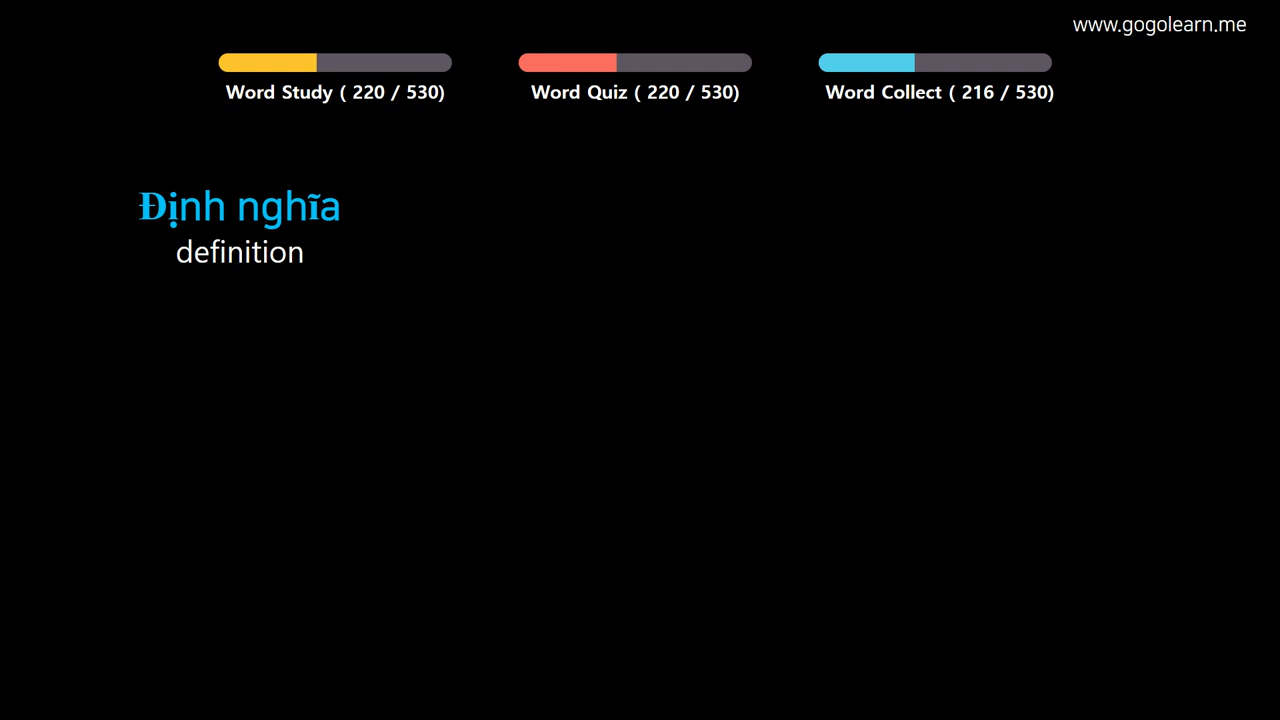 www.gogolearn.me
Word Study ( 220 / 530)
Word Quiz ( 220 / 530)
Word Collect ( 216 / 530)
Định nghĩa
definition